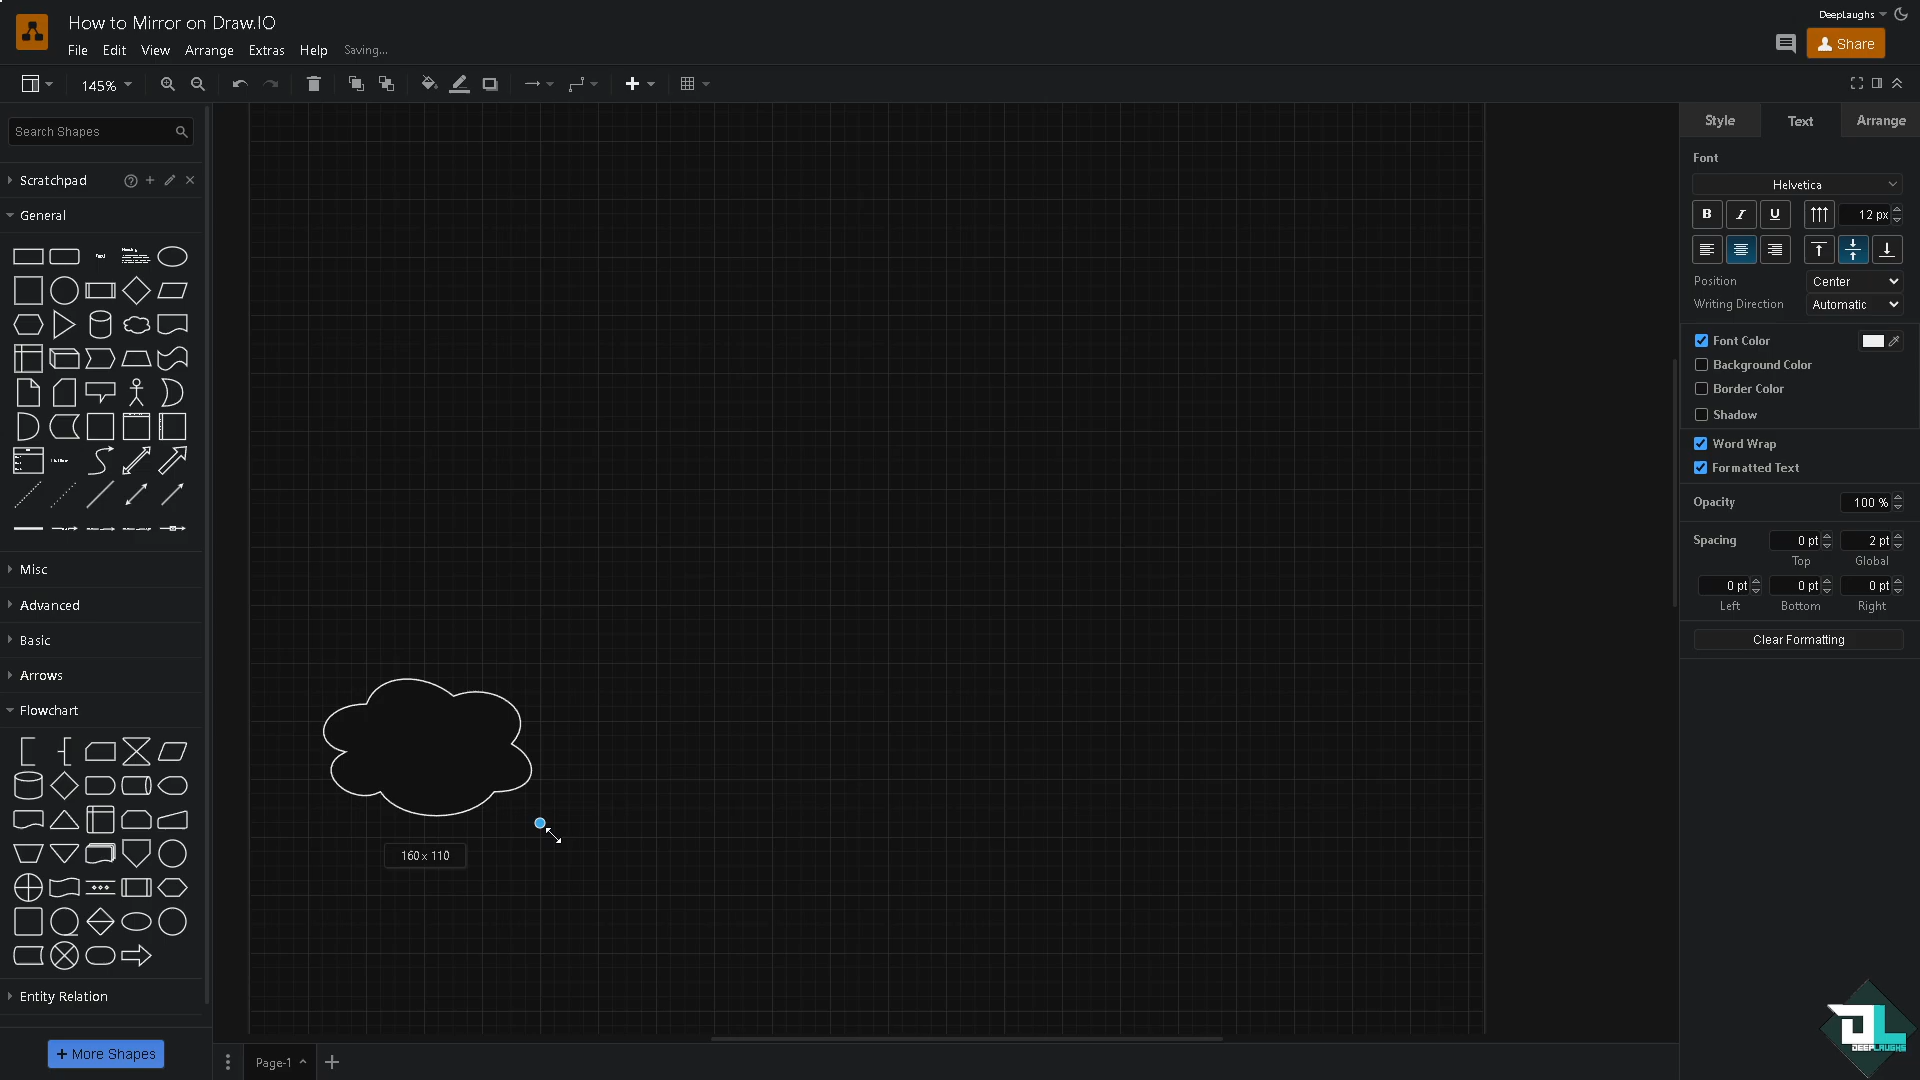 How to Mirror on Draw.IO
DeepLaughs
File Edit View Arrange Extras Help Saving...
Share
145%
Search Shapes
Style Text Arrange
Font
Scratchpad
Helvetica
General
B I U 12 px
Position Center
Writing Direction Automatic
Font Color
Background Color
Border Color
Shadow
Word Wrap
Formatted Text
Opacity 100 %
Spacing 0 pt 2 pt
Top Global
Misc
0 pt 0 pt 0 pt
Left Bottom Right
Advanced
Basic
Clear Formatting
Arrows
Flowchart
160 x 110
Entity Relation
+ More Shapes
Page-1
DL
DEEPLAUGHS